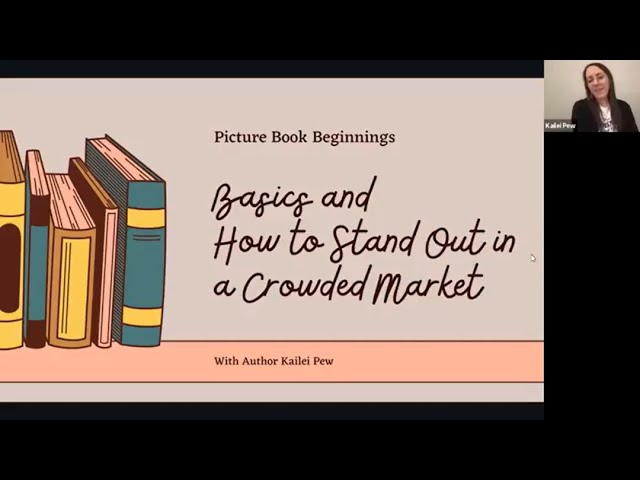 Picture Book Beginnings
Kailei Pew
Basics and
How to Stand Out in
a Crowded Market
With Author Kailei Pew